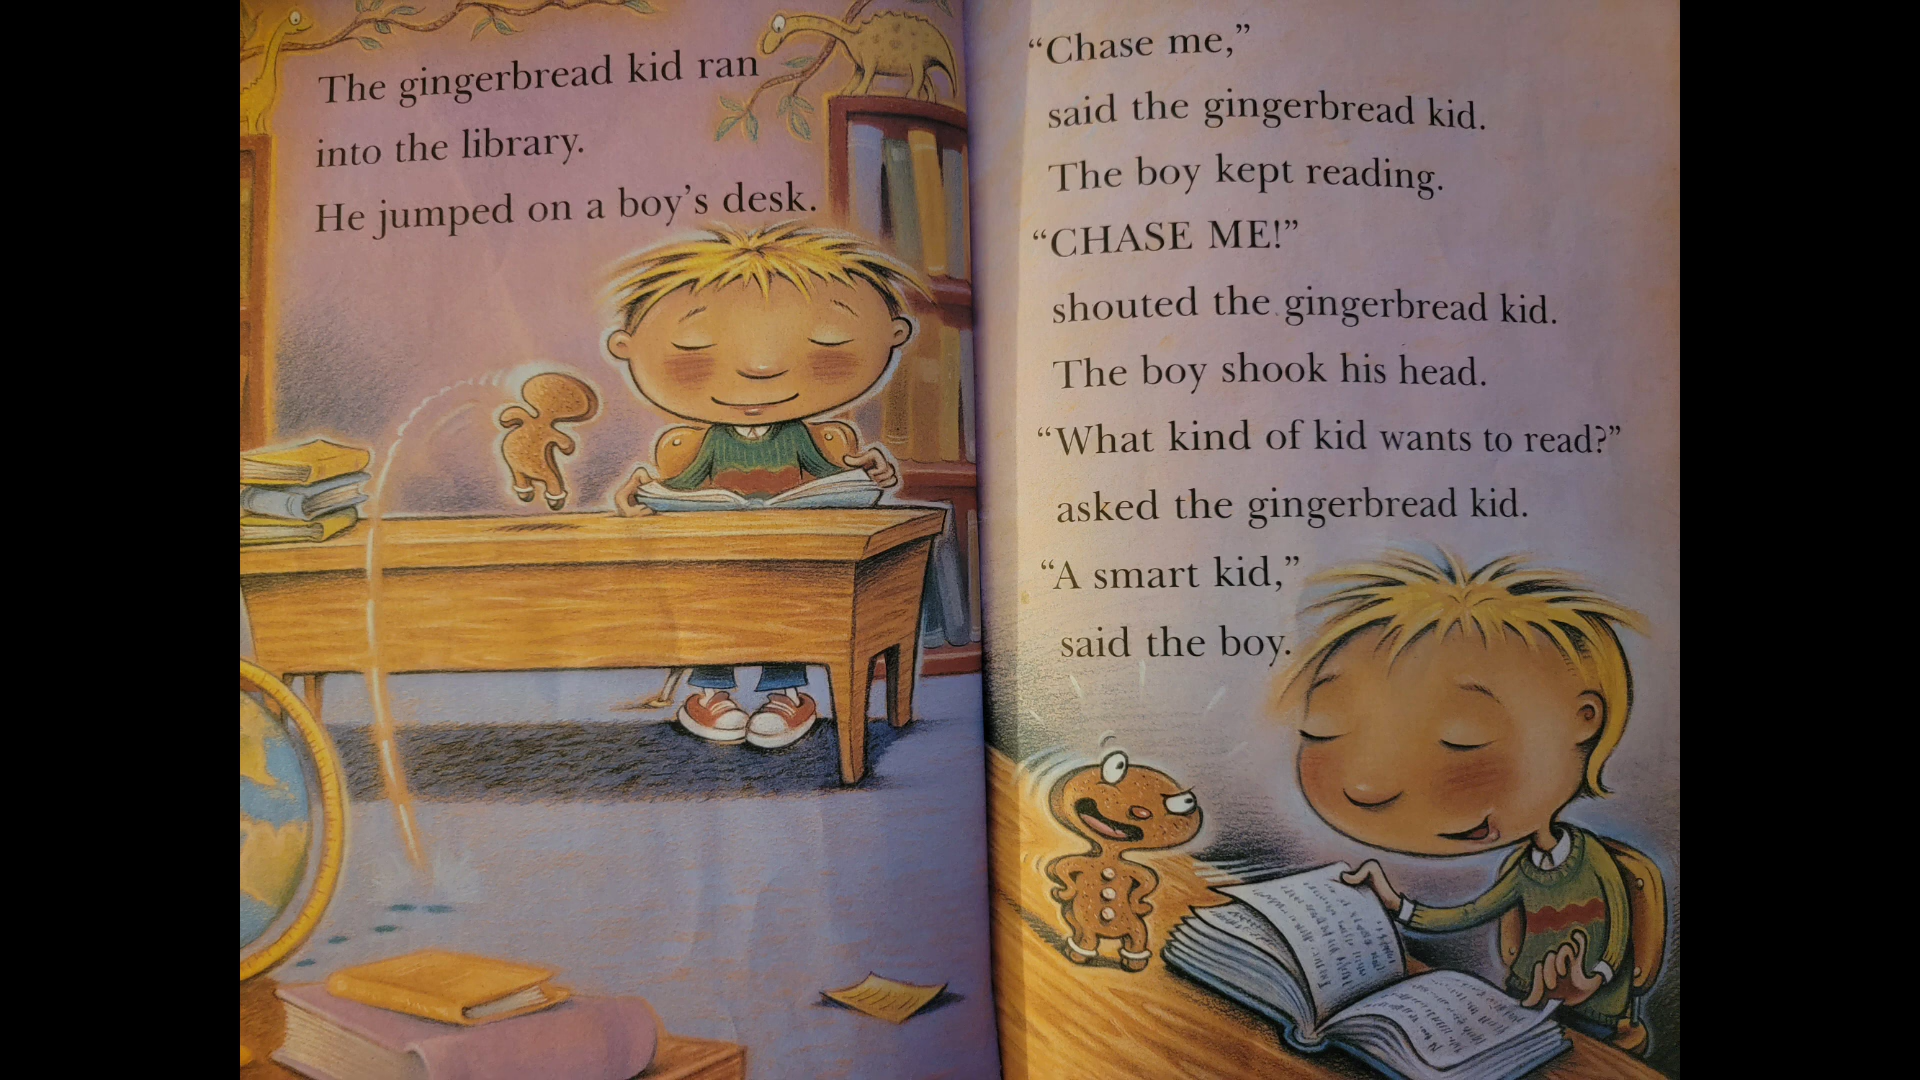 The gingerbread kid ran
into the library.
He jumped on a boy’s desk.
“Chase me,”
said the gingerbread kid.
The boy kept reading.
“CHASE ME!”
shouted the gingerbread kid.
The boy shook his head.
“What kind of kid wants to read?”
asked the gingerbread kid.
“A smart kid,”
said the boy.